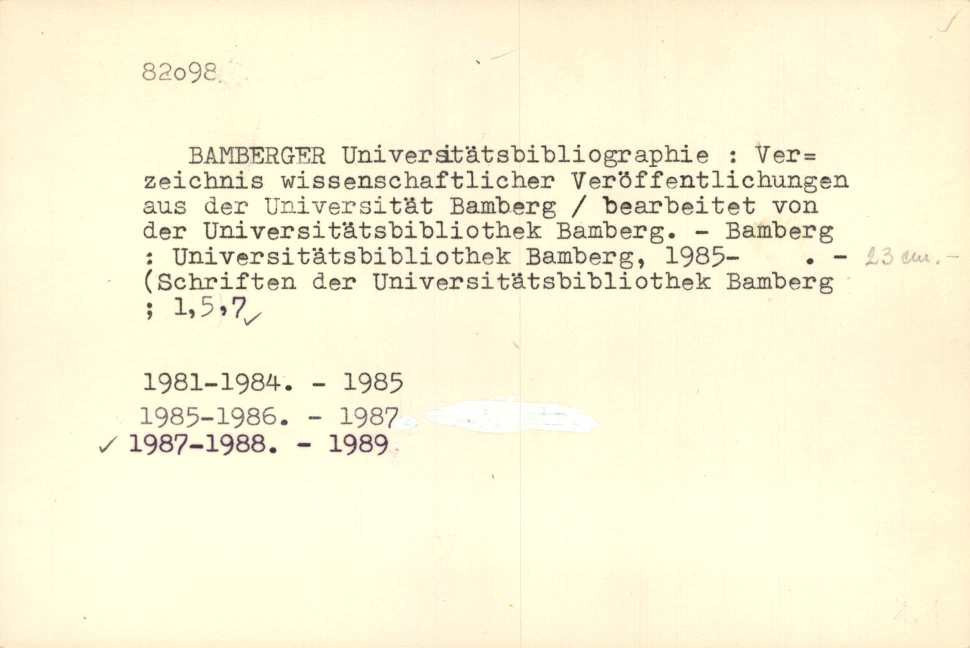 82o98
BAMBERGER Universitätsbibliographie : Ver=
zeichnis wissenschaftlicher Veröffentlichungen
aus der Universität Bamberg / bearbeitet von
der Universitätsbibliothek Bamberg. - Bamberg
: Universitätsbibliothek Bamberg, 1985-    . - 23 cm. -
(Schriften der Universitätsbibliothek Bamberg
; 1,5,7 ✓
1981-1984. - 1985
1985-1986. - 1987
✓ 1987-1988. - 1989